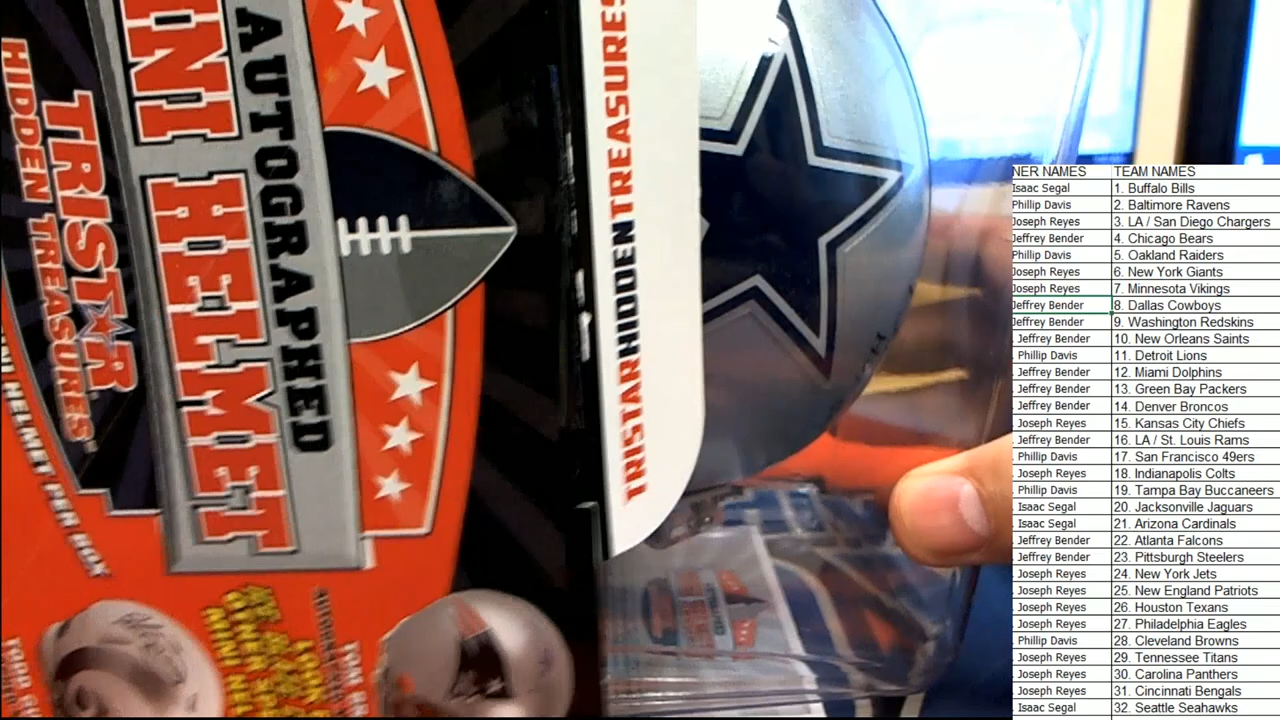 AUTOGRAPHED
MINI HELMET
TRISTAR
HIDDEN TREASURES
MINI HELMET PER BOX
TRISTARHIDDENTREASURES
NER NAMES TEAM NAMES
Isaac Segal 1. Buffalo Bills
Phillip Davis 2. Baltimore Ravens
Joseph Reyes 3. LA / San Diego Chargers
Jeffrey Bender 4. Chicago Bears
Phillip Davis 5. Oakland Raiders
Joseph Reyes 6. New York Giants
Joseph Reyes 7. Minnesota Vikings
Jeffrey Bender 8. Dallas Cowboys
Jeffrey Bender 9. Washington Redskins
Jeffrey Bender 10. New Orleans Saints
Phillip Davis 11. Detroit Lions
Jeffrey Bender 12. Miami Dolphins
Jeffrey Bender 13. Green Bay Packers
Jeffrey Bender 14. Denver Broncos
Joseph Reyes 15. Kansas City Chiefs
Jeffrey Bender 16. LA / St. Louis Rams
Phillip Davis 17. San Francisco 49ers
Joseph Reyes 18. Indianapolis Colts
Phillip Davis 19. Tampa Bay Buccaneers
Isaac Segal 20. Jacksonville Jaguars
Isaac Segal 21. Arizona Cardinals
Jeffrey Bender 22. Atlanta Falcons
Jeffrey Bender 23. Pittsburgh Steelers
Joseph Reyes 24. New York Jets
Joseph Reyes 25. New England Patriots
Joseph Reyes 26. Houston Texans
Joseph Reyes 27. Philadelphia Eagles
Phillip Davis 28. Cleveland Browns
Joseph Reyes 29. Tennessee Titans
Joseph Reyes 30. Carolina Panthers
Joseph Reyes 31. Cincinnati Bengals
Isaac Segal 32. Seattle Seahawks